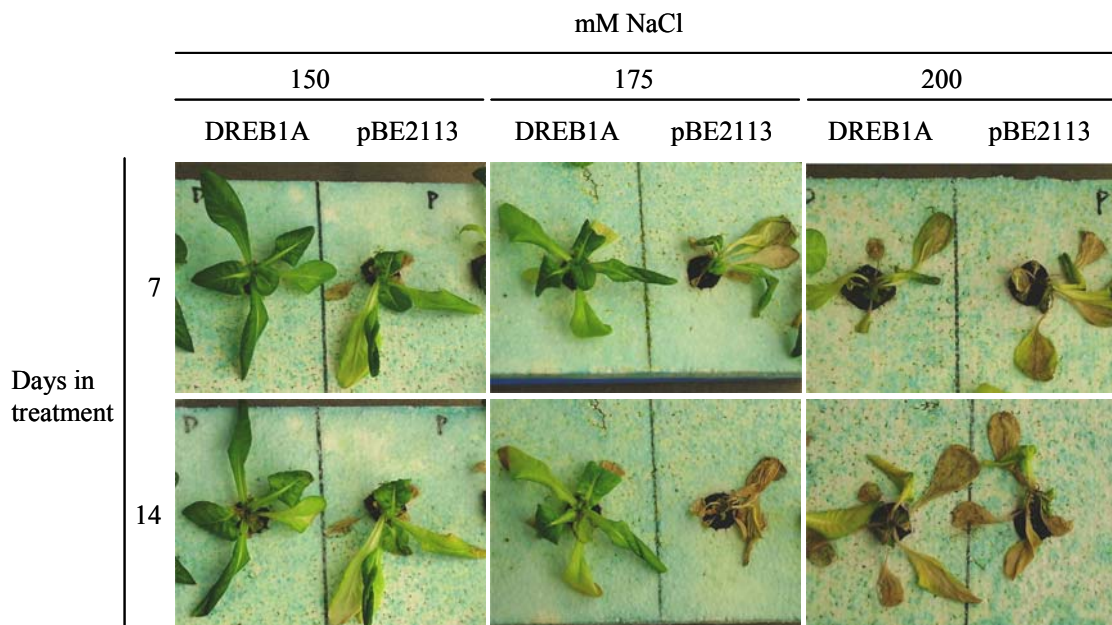 mM NaCl
150 175 200
DREB1A pBE2113 DREB1A pBE2113 DREB1A pBE2113
7
Days in
treatment
14
P
P
P